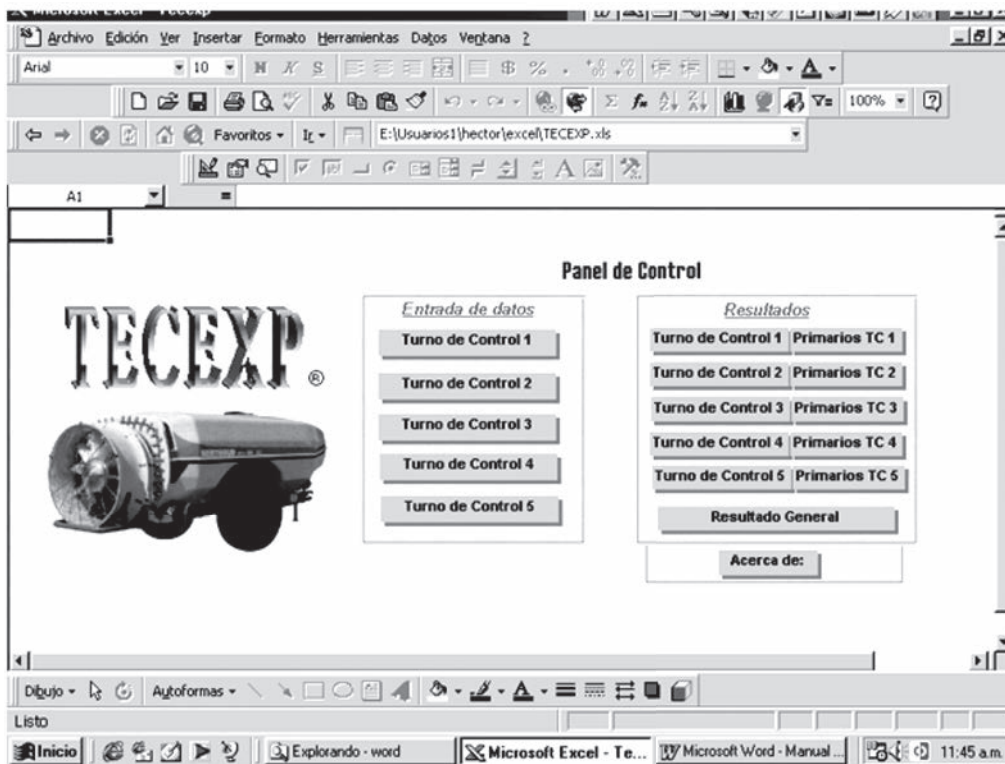 Microsoft Excel - Tecexp
Archivo Edición Ver Insertar Formato Herramientas Datos Ventana ?
Arial 10 N K S $ %
100%
Favoritos Ir E:\Usuarios1\hector\excel\TECEXP.xls
A1 =
Panel de Control
TECEXP ®
Entrada de datos
Turno de Control 1
Turno de Control 2
Turno de Control 3
Turno de Control 4
Turno de Control 5
Resultados
Turno de Control 1 Primarios TC 1
Turno de Control 2 Primarios TC 2
Turno de Control 3 Primarios TC 3
Turno de Control 4 Primarios TC 4
Turno de Control 5 Primarios TC 5
Resultado General
Acerca de:
Dibujo Autoformas
Listo
Inicio Explorando - word Microsoft Excel - Te... Microsoft Word - Manual ... 11:45 a.m.